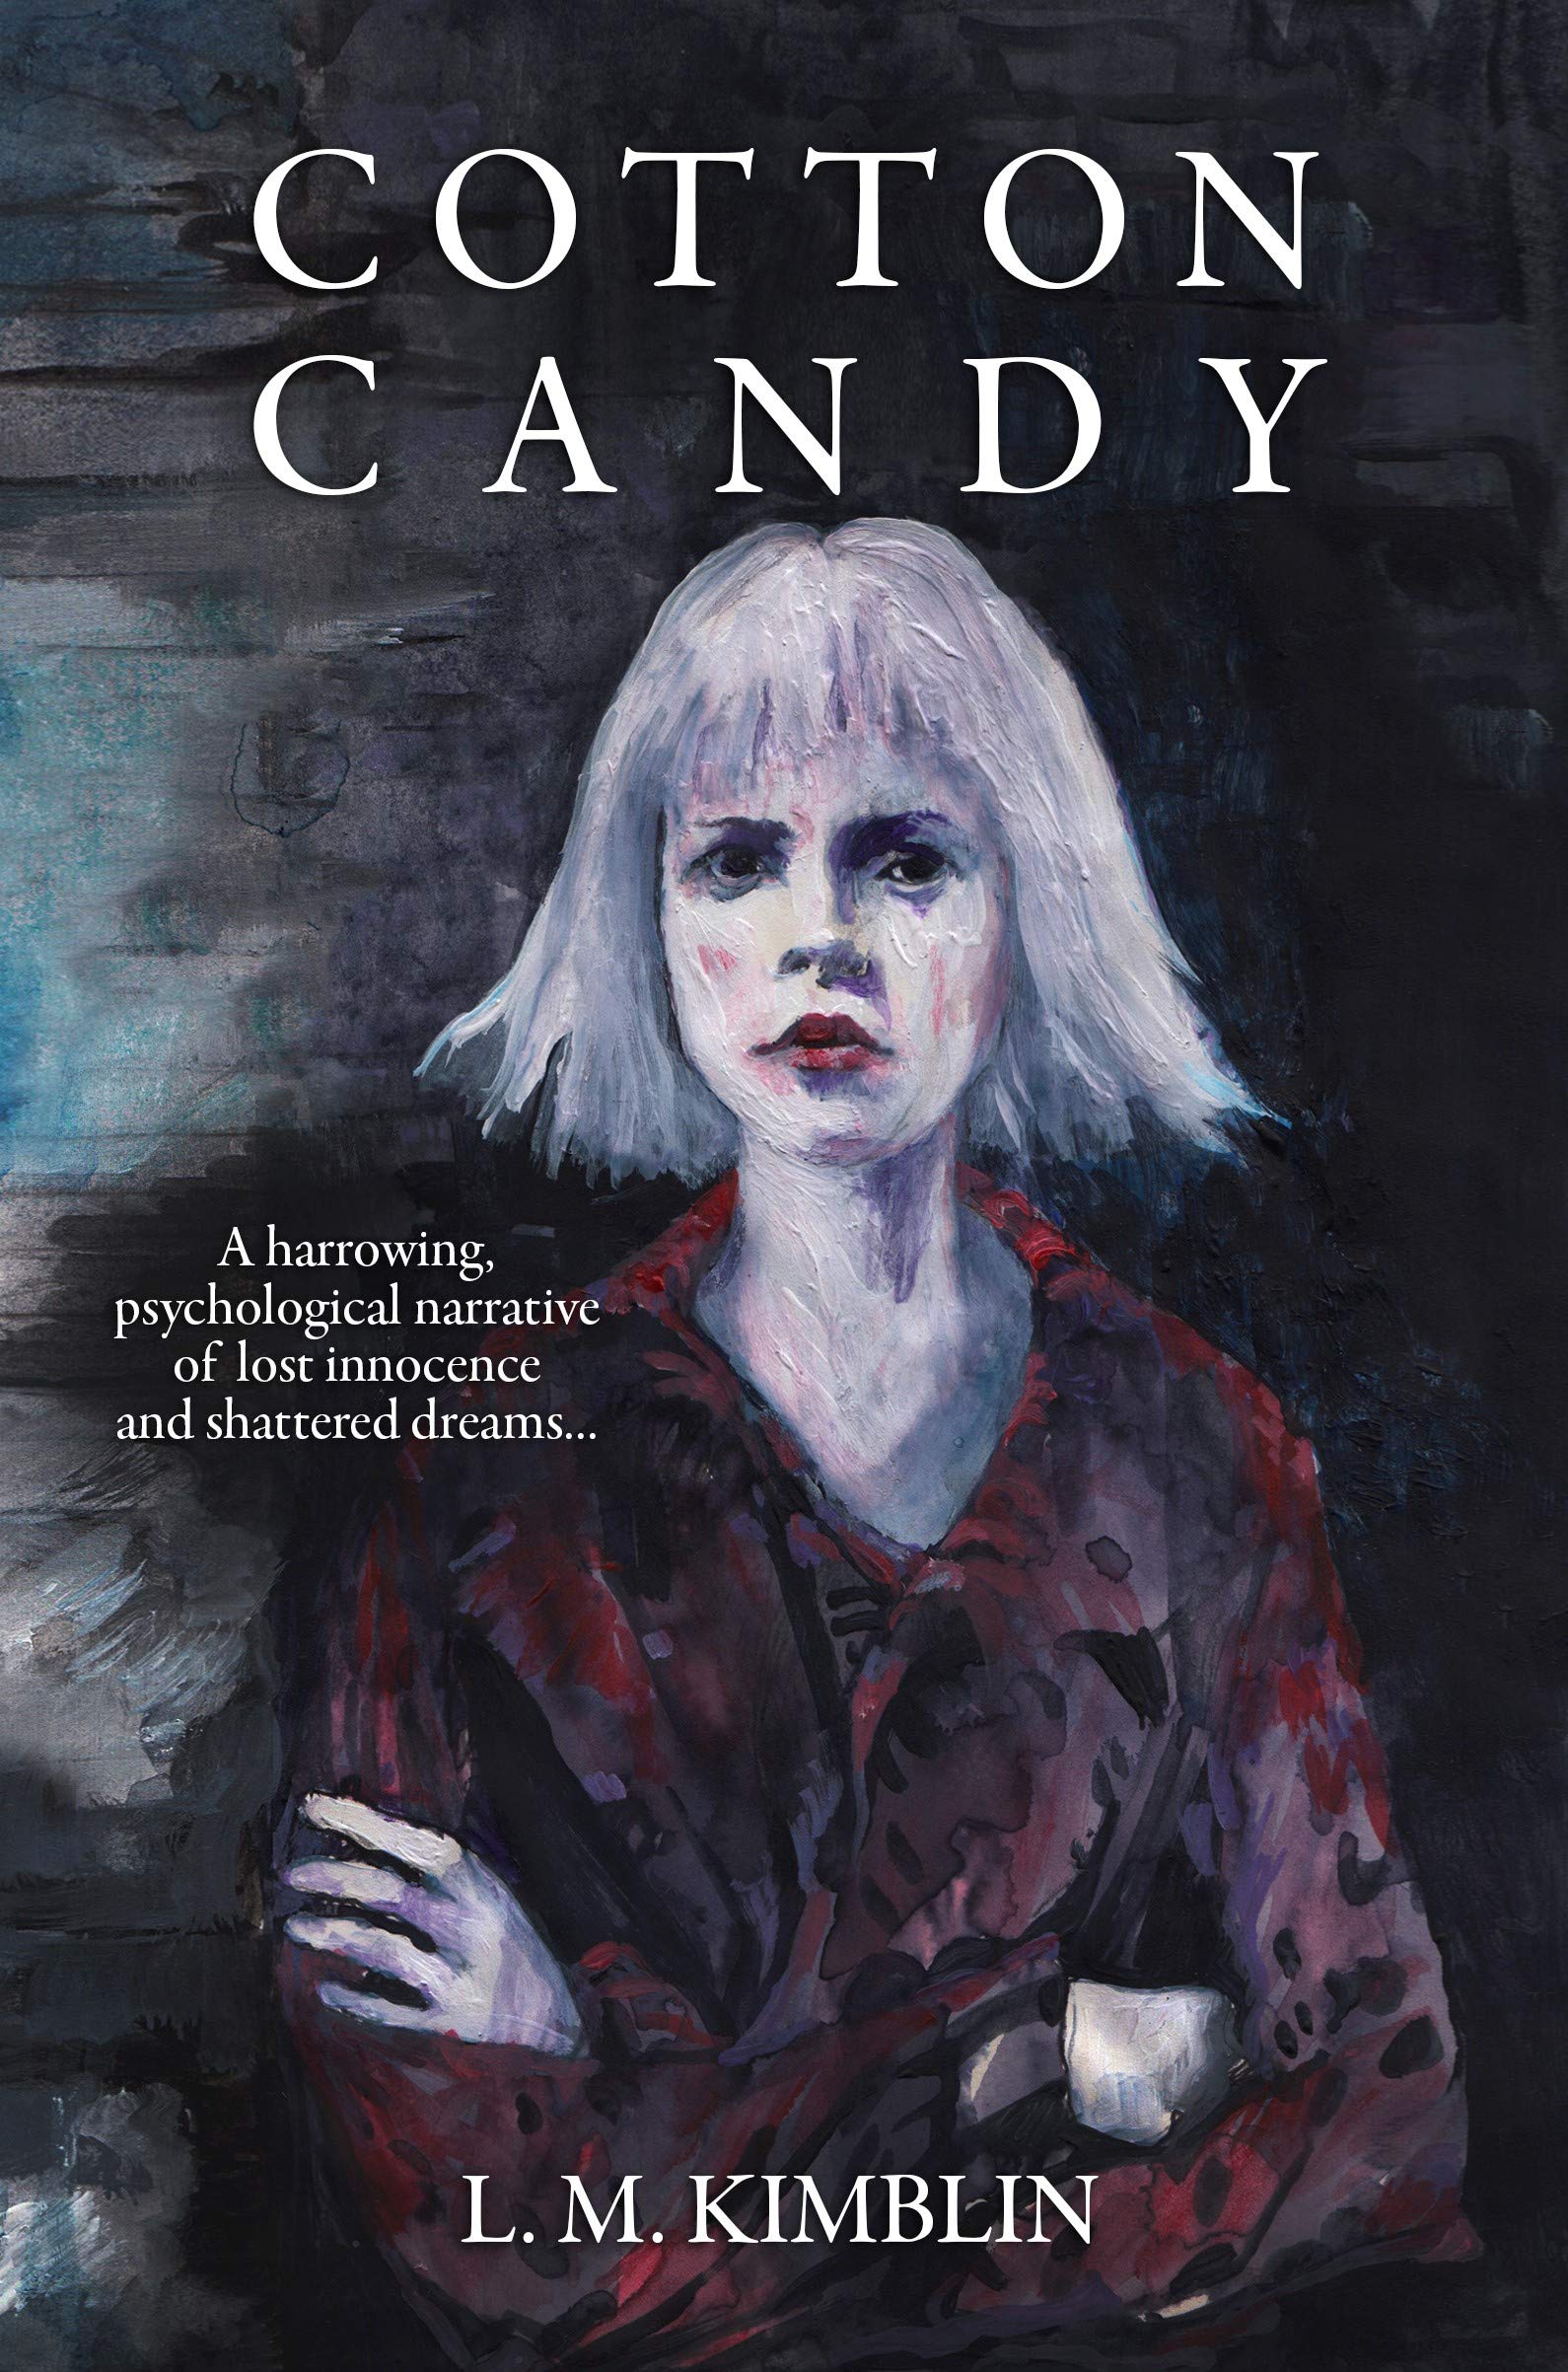 COTTON
CANDY
A harrowing,
psychological narrative
of lost innocence
and shattered dreams...
L. M. KIMBLIN